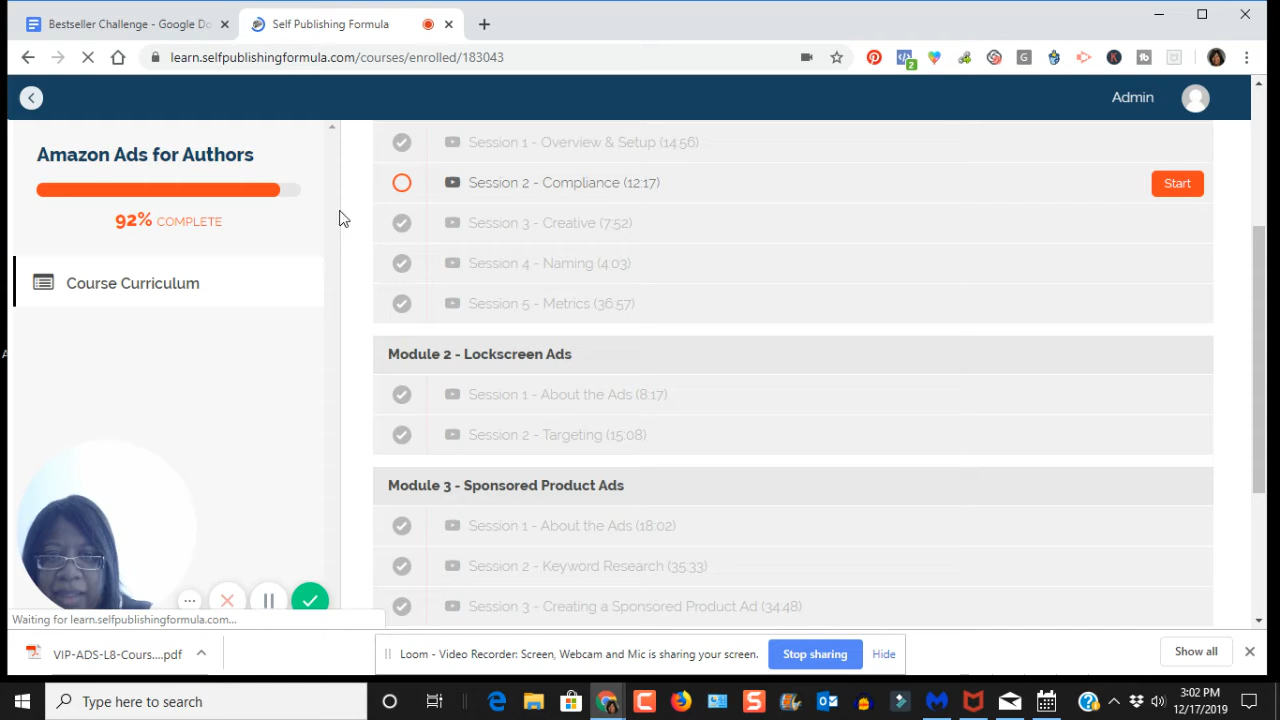 Bestseller Challenge - Google Do
Self Publishing Formula
learn.selfpublishingformula.com/courses/enrolled/183043
2
Admin
Amazon Ads for Authors
92% COMPLETE
Course Curriculum
Session 1 - Overview & Setup (14:56)
Session 2 - Compliance (12:17)
Start
Session 3 - Creative (7:52)
Session 4 - Naming (4:03)
Session 5 - Metrics (36:57)
Module 2 - Lockscreen Ads
Session 1 - About the Ads (8:17)
Session 2 - Targeting (15:08)
Module 3 - Sponsored Product Ads
Session 1 - About the Ads (18:02)
Session 2 - Keyword Research (35:33)
Session 3 - Creating a Sponsored Product Ad (34:48)
Waiting for learn.selfpublishingformula.com...
VIP-ADS-L8-Cours....pdf
Loom - Video Recorder: Screen, Webcam and Mic is sharing your screen.
Stop sharing
Hide
Show all
Type here to search
3:02 PM
12/17/2019